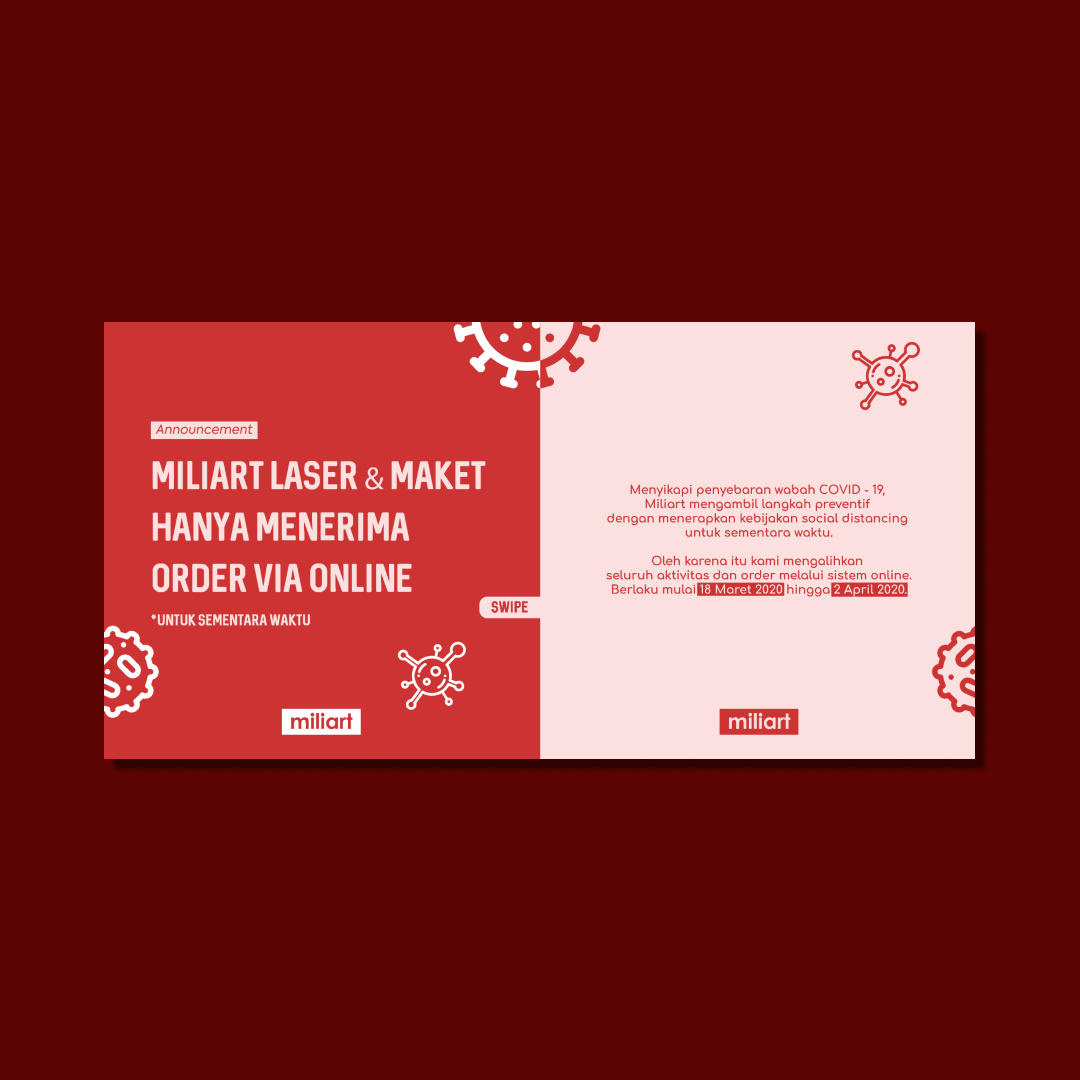 Announcement
MILIART LASER & MAKET
HANYA MENERIMA
ORDER VIA ONLINE
*UNTUK SEMENTARA WAKTU
SWIPE
miliart
Menyikapi penyebaran wabah COVID - 19,
Miliart mengambil langkah preventif
dengan menerapkan kebijakan social distancing
untuk sementara waktu.
Oleh karena itu kami mengalihkan
seluruh aktivitas dan order melalui sistem online.
Berlaku mulai 18 Maret 2020 hingga 2 April 2020.
miliart